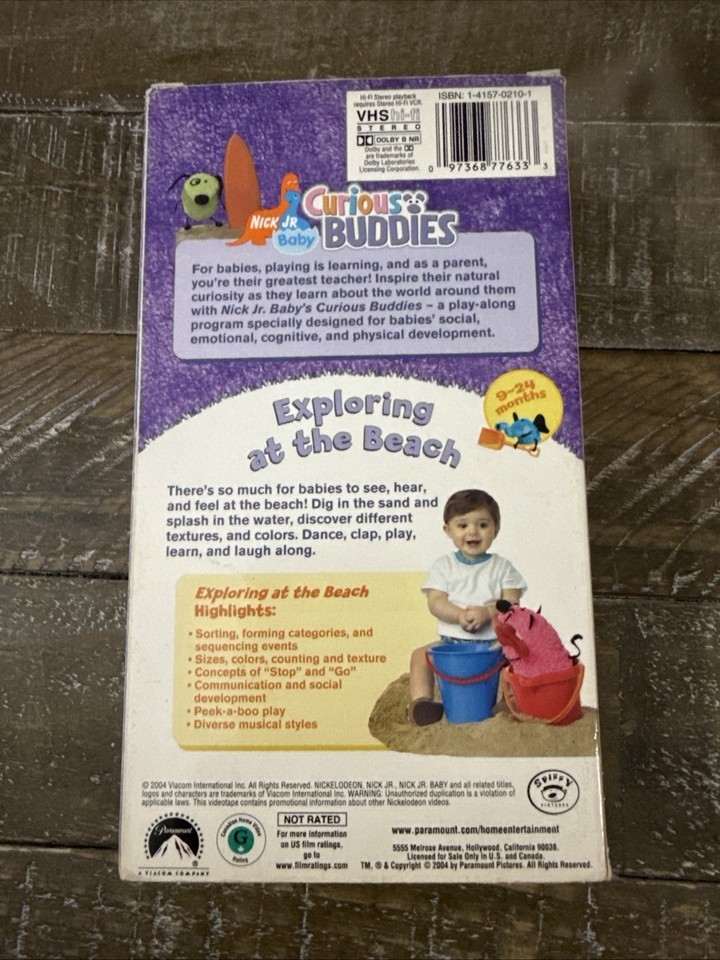 Hi-Fi Stereo playback
requires Stereo HI-FI VCR.
VHS hi-fi
STEREO
DOLBY B NR
Dolby and the
are trademarks of
Dolby Laboratories
Licensing Corporation.
ISBN: 1-4157-0210-1
0 97368 77633 3
NICK JR
Baby
Curious
BUDDIES
For babies, playing is learning, and as a parent,
you're their greatest teacher! Inspire their natural
curiosity as they learn about the world around them
with Nick Jr. Baby's Curious Buddies – a play-along
program specially designed for babies' social,
emotional, cognitive, and physical development.
9-24
months
Exploring
at the Beach
There's so much for babies to see, hear,
and feel at the beach! Dig in the sand and
splash in the water, discover different
textures, and colors. Dance, clap, play,
learn, and laugh along.
Exploring at the Beach
Highlights:
• Sorting, forming categories, and
sequencing events
• Sizes, colors, counting and texture
• Concepts of "Stop" and "Go"
• Communication and social
development
• Peek-a-boo play
• Diverse musical styles
© 2004 Viacom International Inc. All Rights Reserved. NICKELODEON, NICK JR., NICK JR. BABY and all related titles,
logos and characters are trademarks of Viacom International Inc. WARNING: Unauthorized duplication is a violation of
applicable laws. This videotape contains promotional information about other Nickelodeon videos.
SPIFFY
PICTURES
Paramount
A VIACOM COMPANY
Canadian Home Video
G
Rating
NOT RATED
For more information
on US film ratings,
go to
www.filmratings.com
www.paramount.com/homeentertainment
5555 Melrose Avenue, Hollywood, California 90038.
Licensed for Sale Only in U.S. and Canada.
TM, ® & Copyright © 2004 by Paramount Pictures. All Rights Reserved.